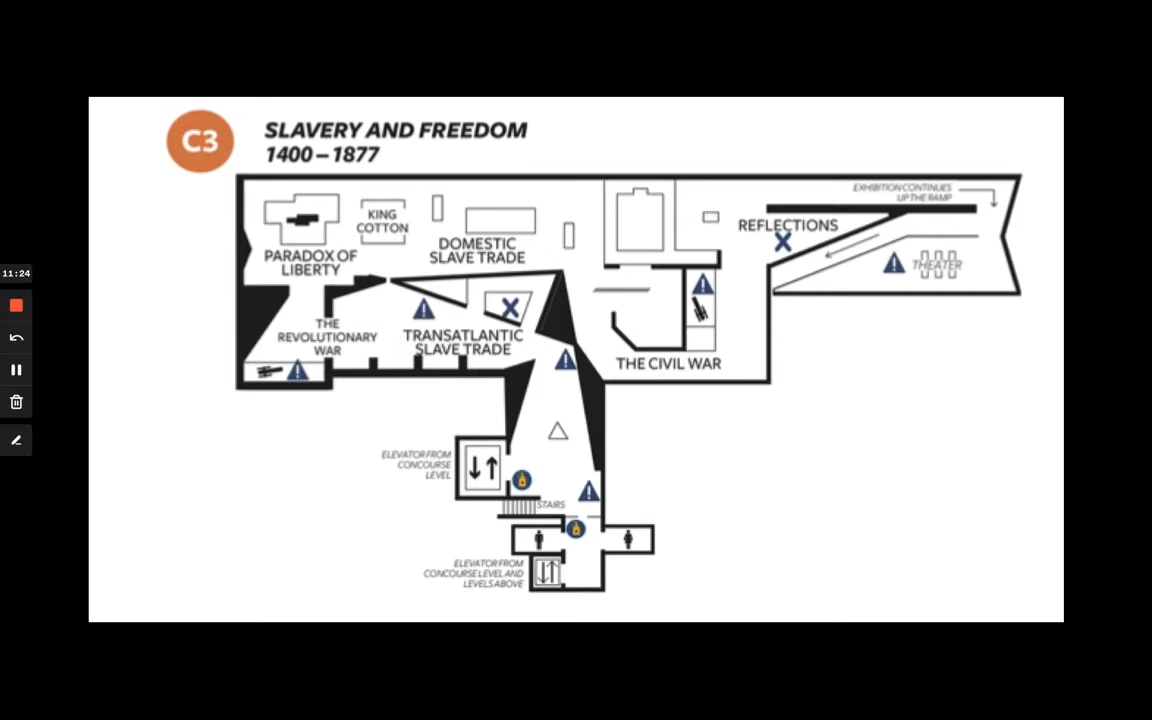 C3
SLAVERY AND FREEDOM
1400 – 1877
EXHIBITION CONTINUES
UP THE RAMP
KING
COTTON
REFLECTIONS
DOMESTIC
SLAVE TRADE
PARADOX OF
LIBERTY
THEATER
11:24
THE
REVOLUTIONARY
WAR
TRANSATLANTIC
SLAVE TRADE
THE CIVIL WAR
ELEVATOR FROM
CONCOURSE
LEVEL
STAIRS
ELEVATOR FROM
CONCOURSE LEVEL AND
LEVELS ABOVE